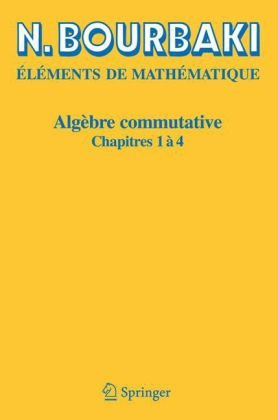 N. BOURBAKI
ÉLÉMENTS DE MATHÉMATIQUE
Algèbre commutative
Chapitres 1 à 4
Springer